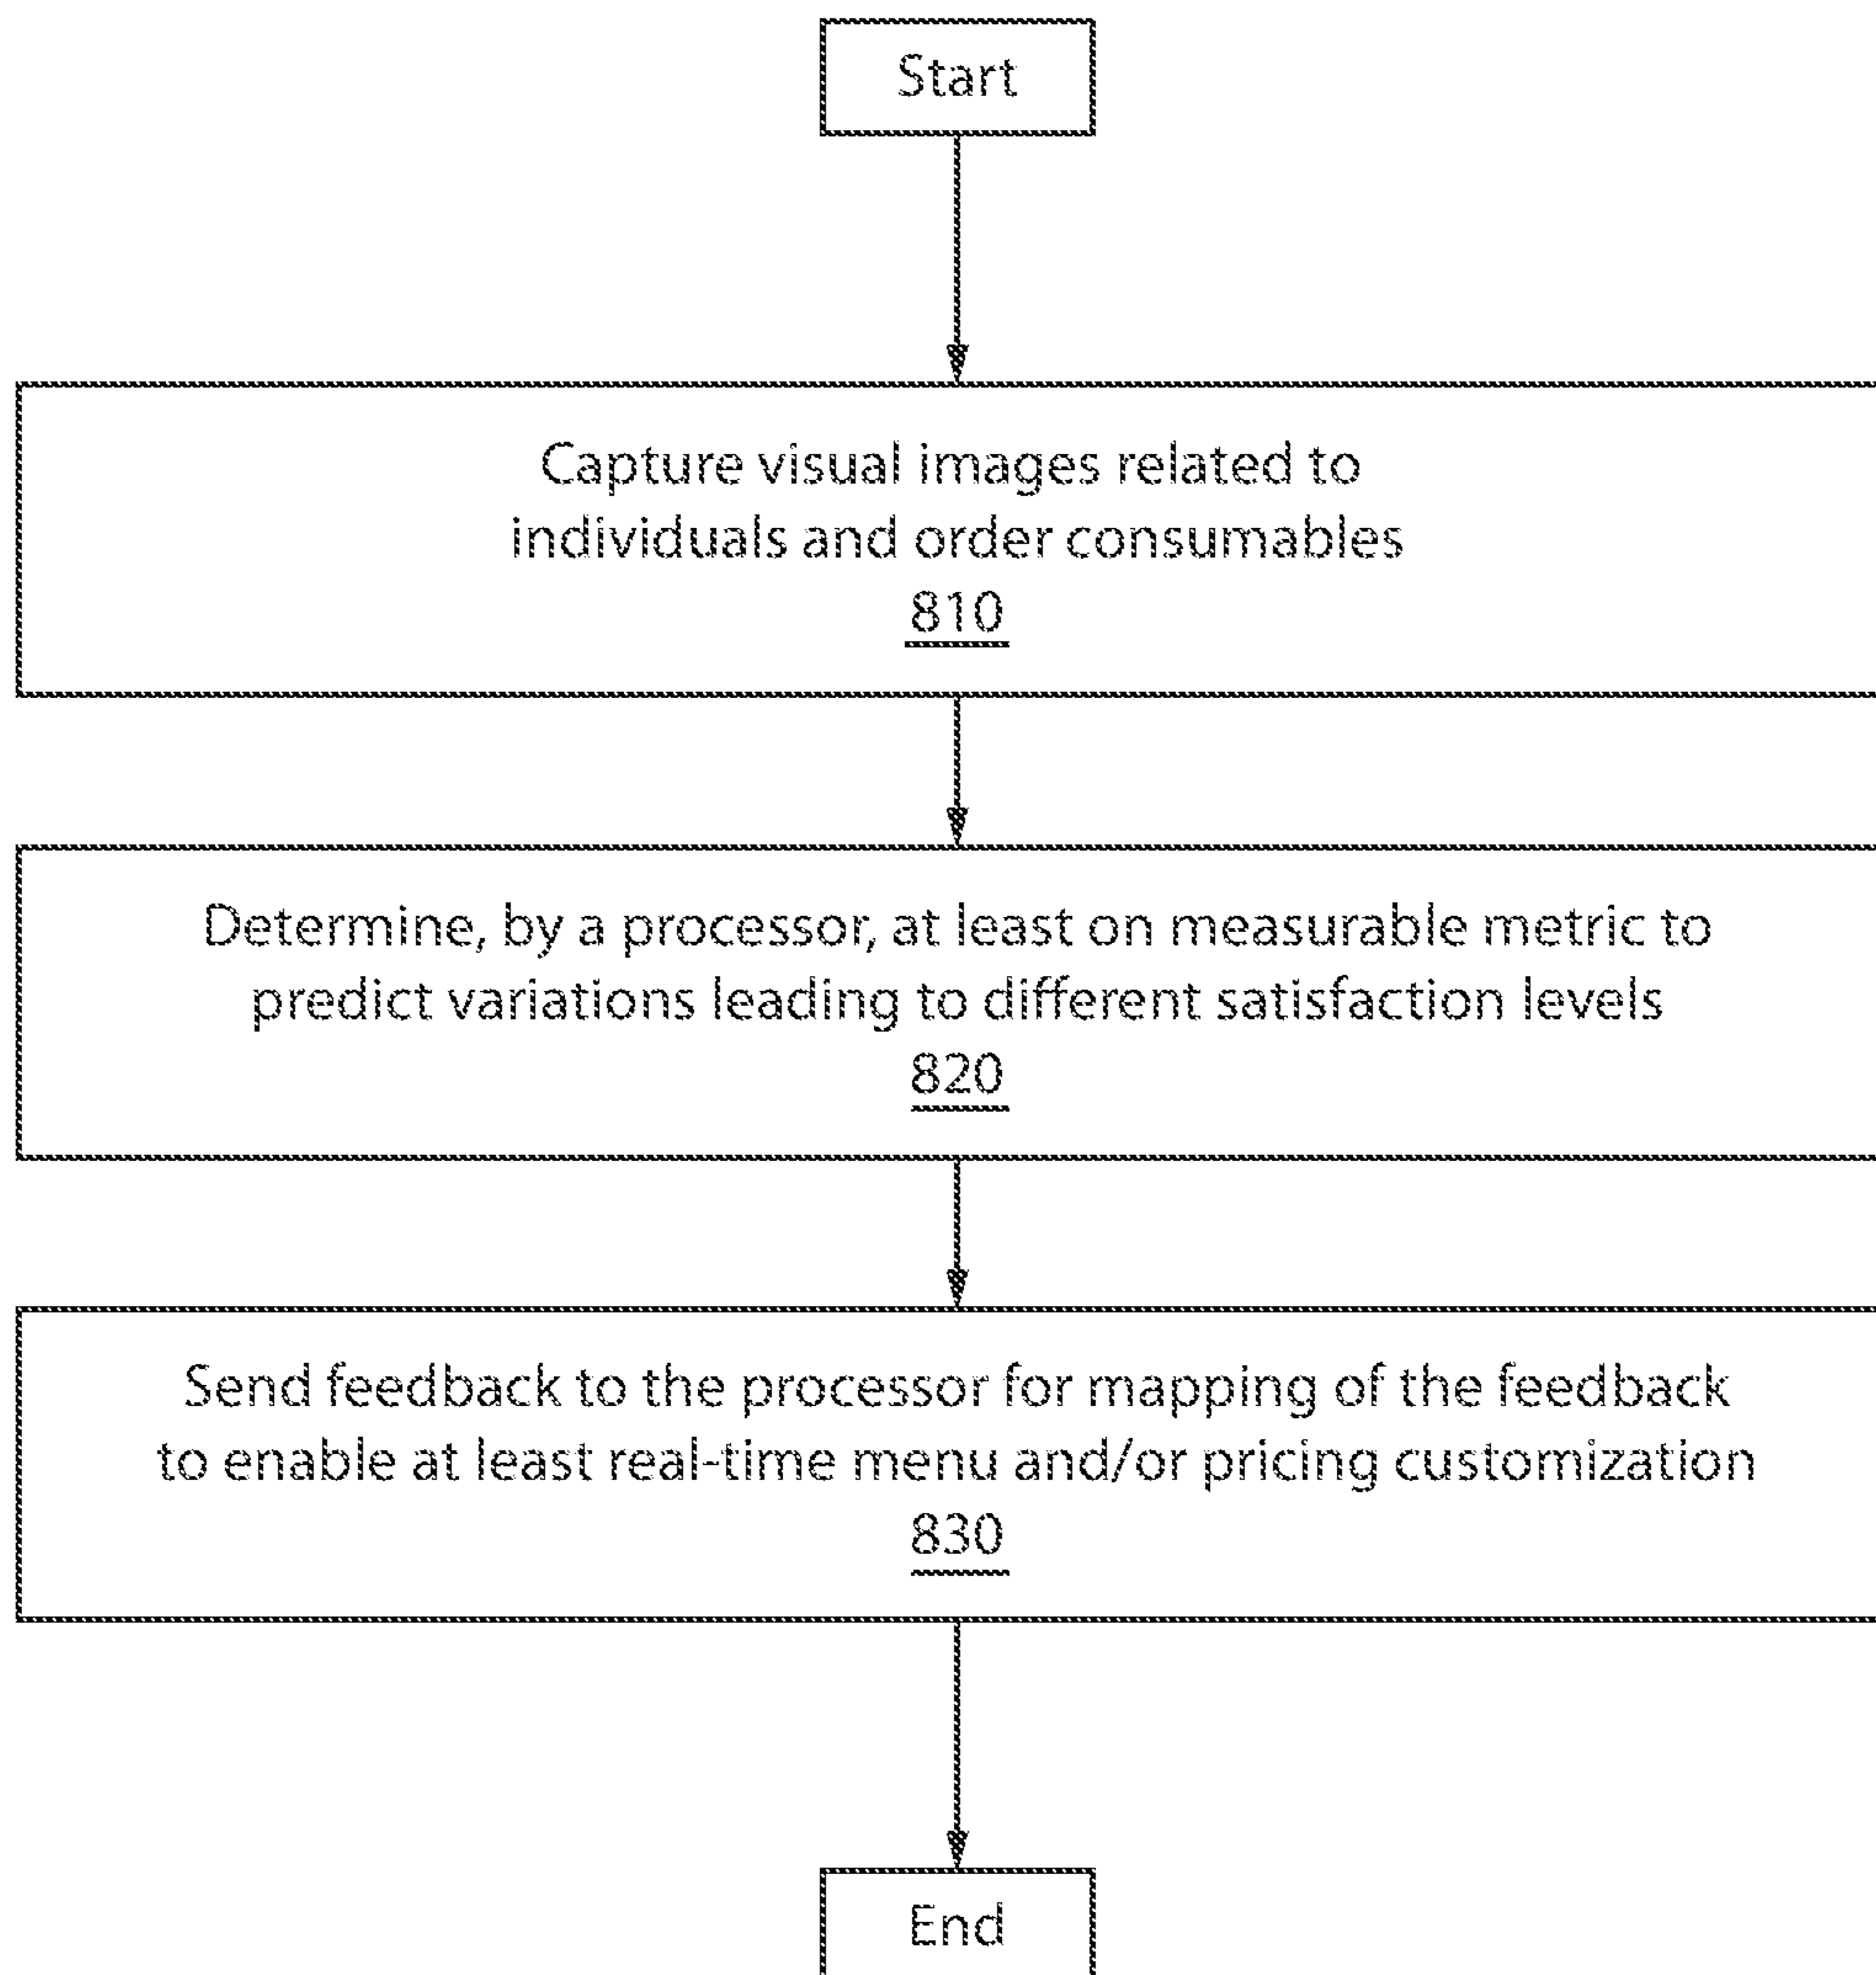 Start
Capture visual images related to
individuals and order consumables
810
Determine, by a processor, at least on measurable metric to
predict variations leading to different satisfaction levels
820
Send feedback to the processor for mapping of the feedback
to enable at least real-time menu and/or pricing customization
830
End